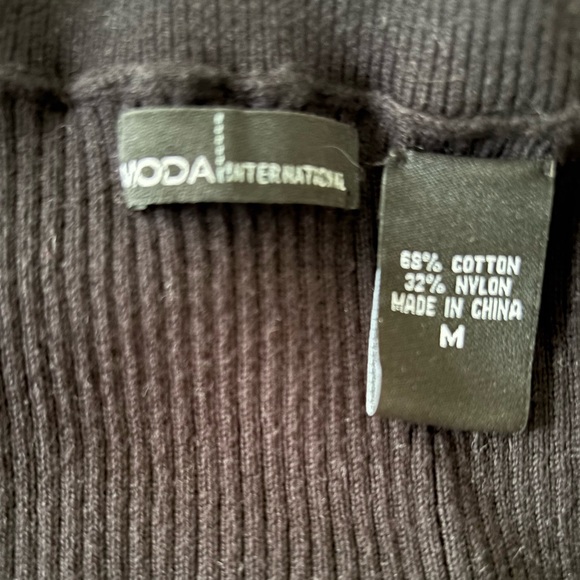 MODA INTERNATIONAL
68% COTTON
32% NYLON
MADE IN CHINA
M